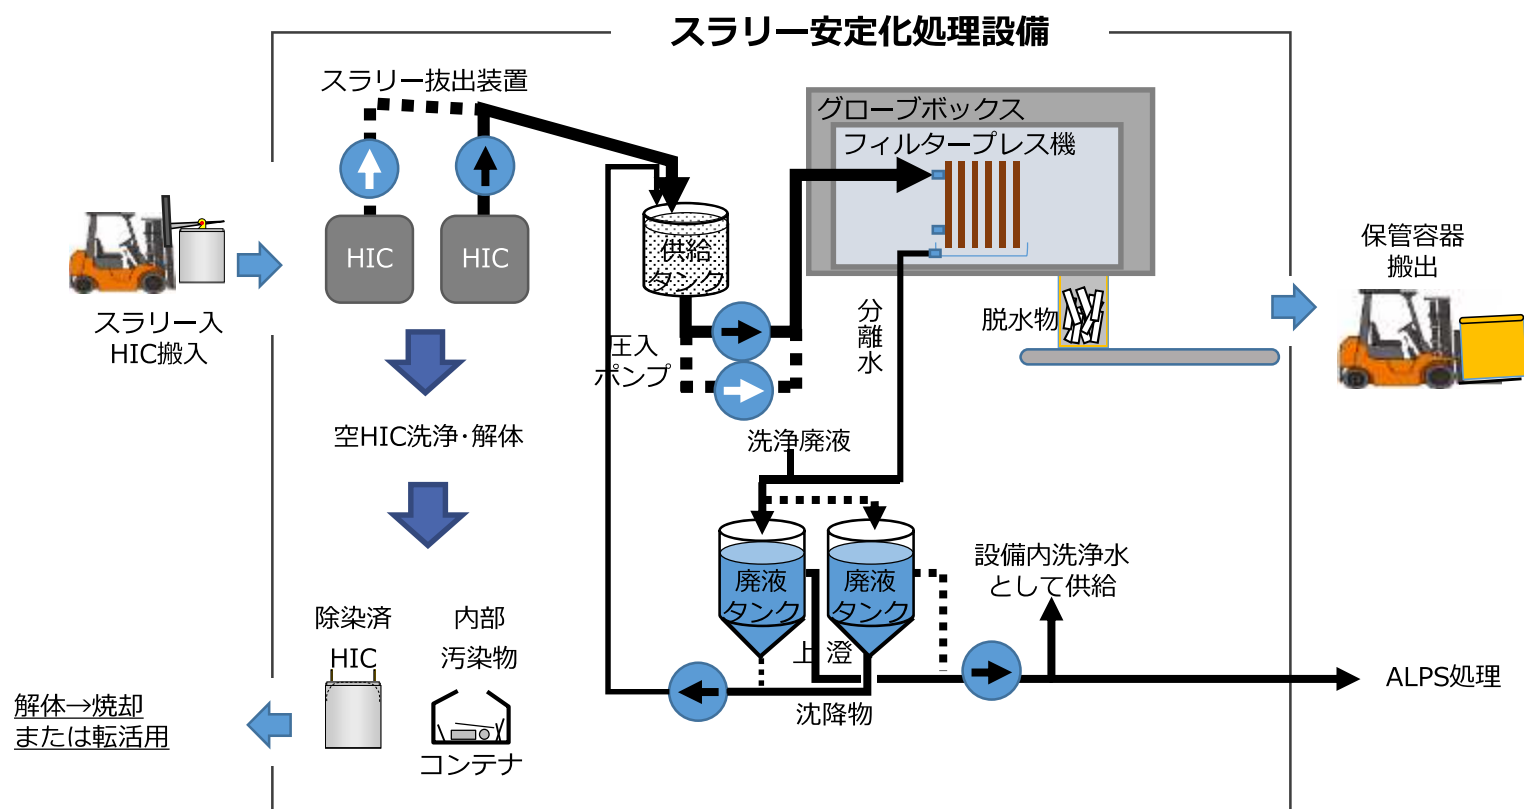 スラリー安定化処理設備
スラリー抜出装置
グローブボックス
フィルタープレス機
HIC
HIC
供給
タンク
スラリー入
HIC搬入
保管容器
搬出
圧入
ポンプ
分離水
脱水物
空HIC洗浄・解体
洗浄廃液
廃液
タンク
廃液
タンク
設備内洗浄水
として供給
除染済
HIC
内部
汚染物
上澄
沈降物
ALPS処理
解体→焼却
または転活用
コンテナ